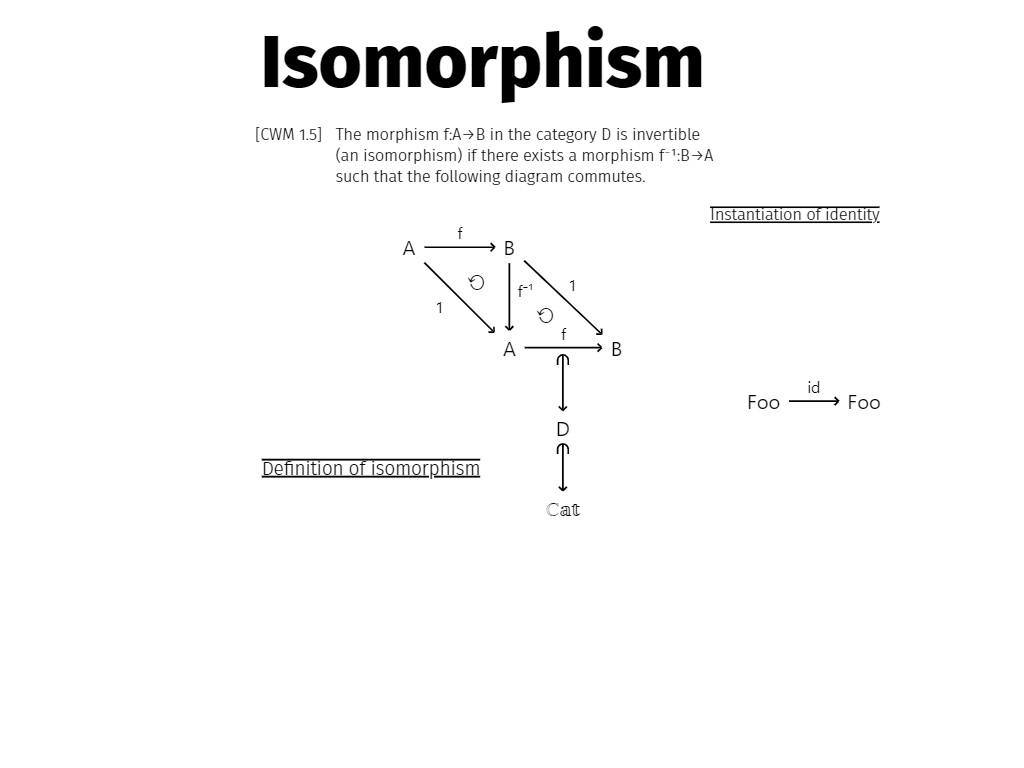 Isomorphism
[CWM 1.5] The morphism f:A→B in the category D is invertible
(an isomorphism) if there exists a morphism f⁻¹:B→A
such that the following diagram commutes.
Instantiation of identity
f
A B
1 f⁻¹ 1
f
A B
id
Foo Foo
D
Definition of isomorphism
ℂ𝕒𝕥